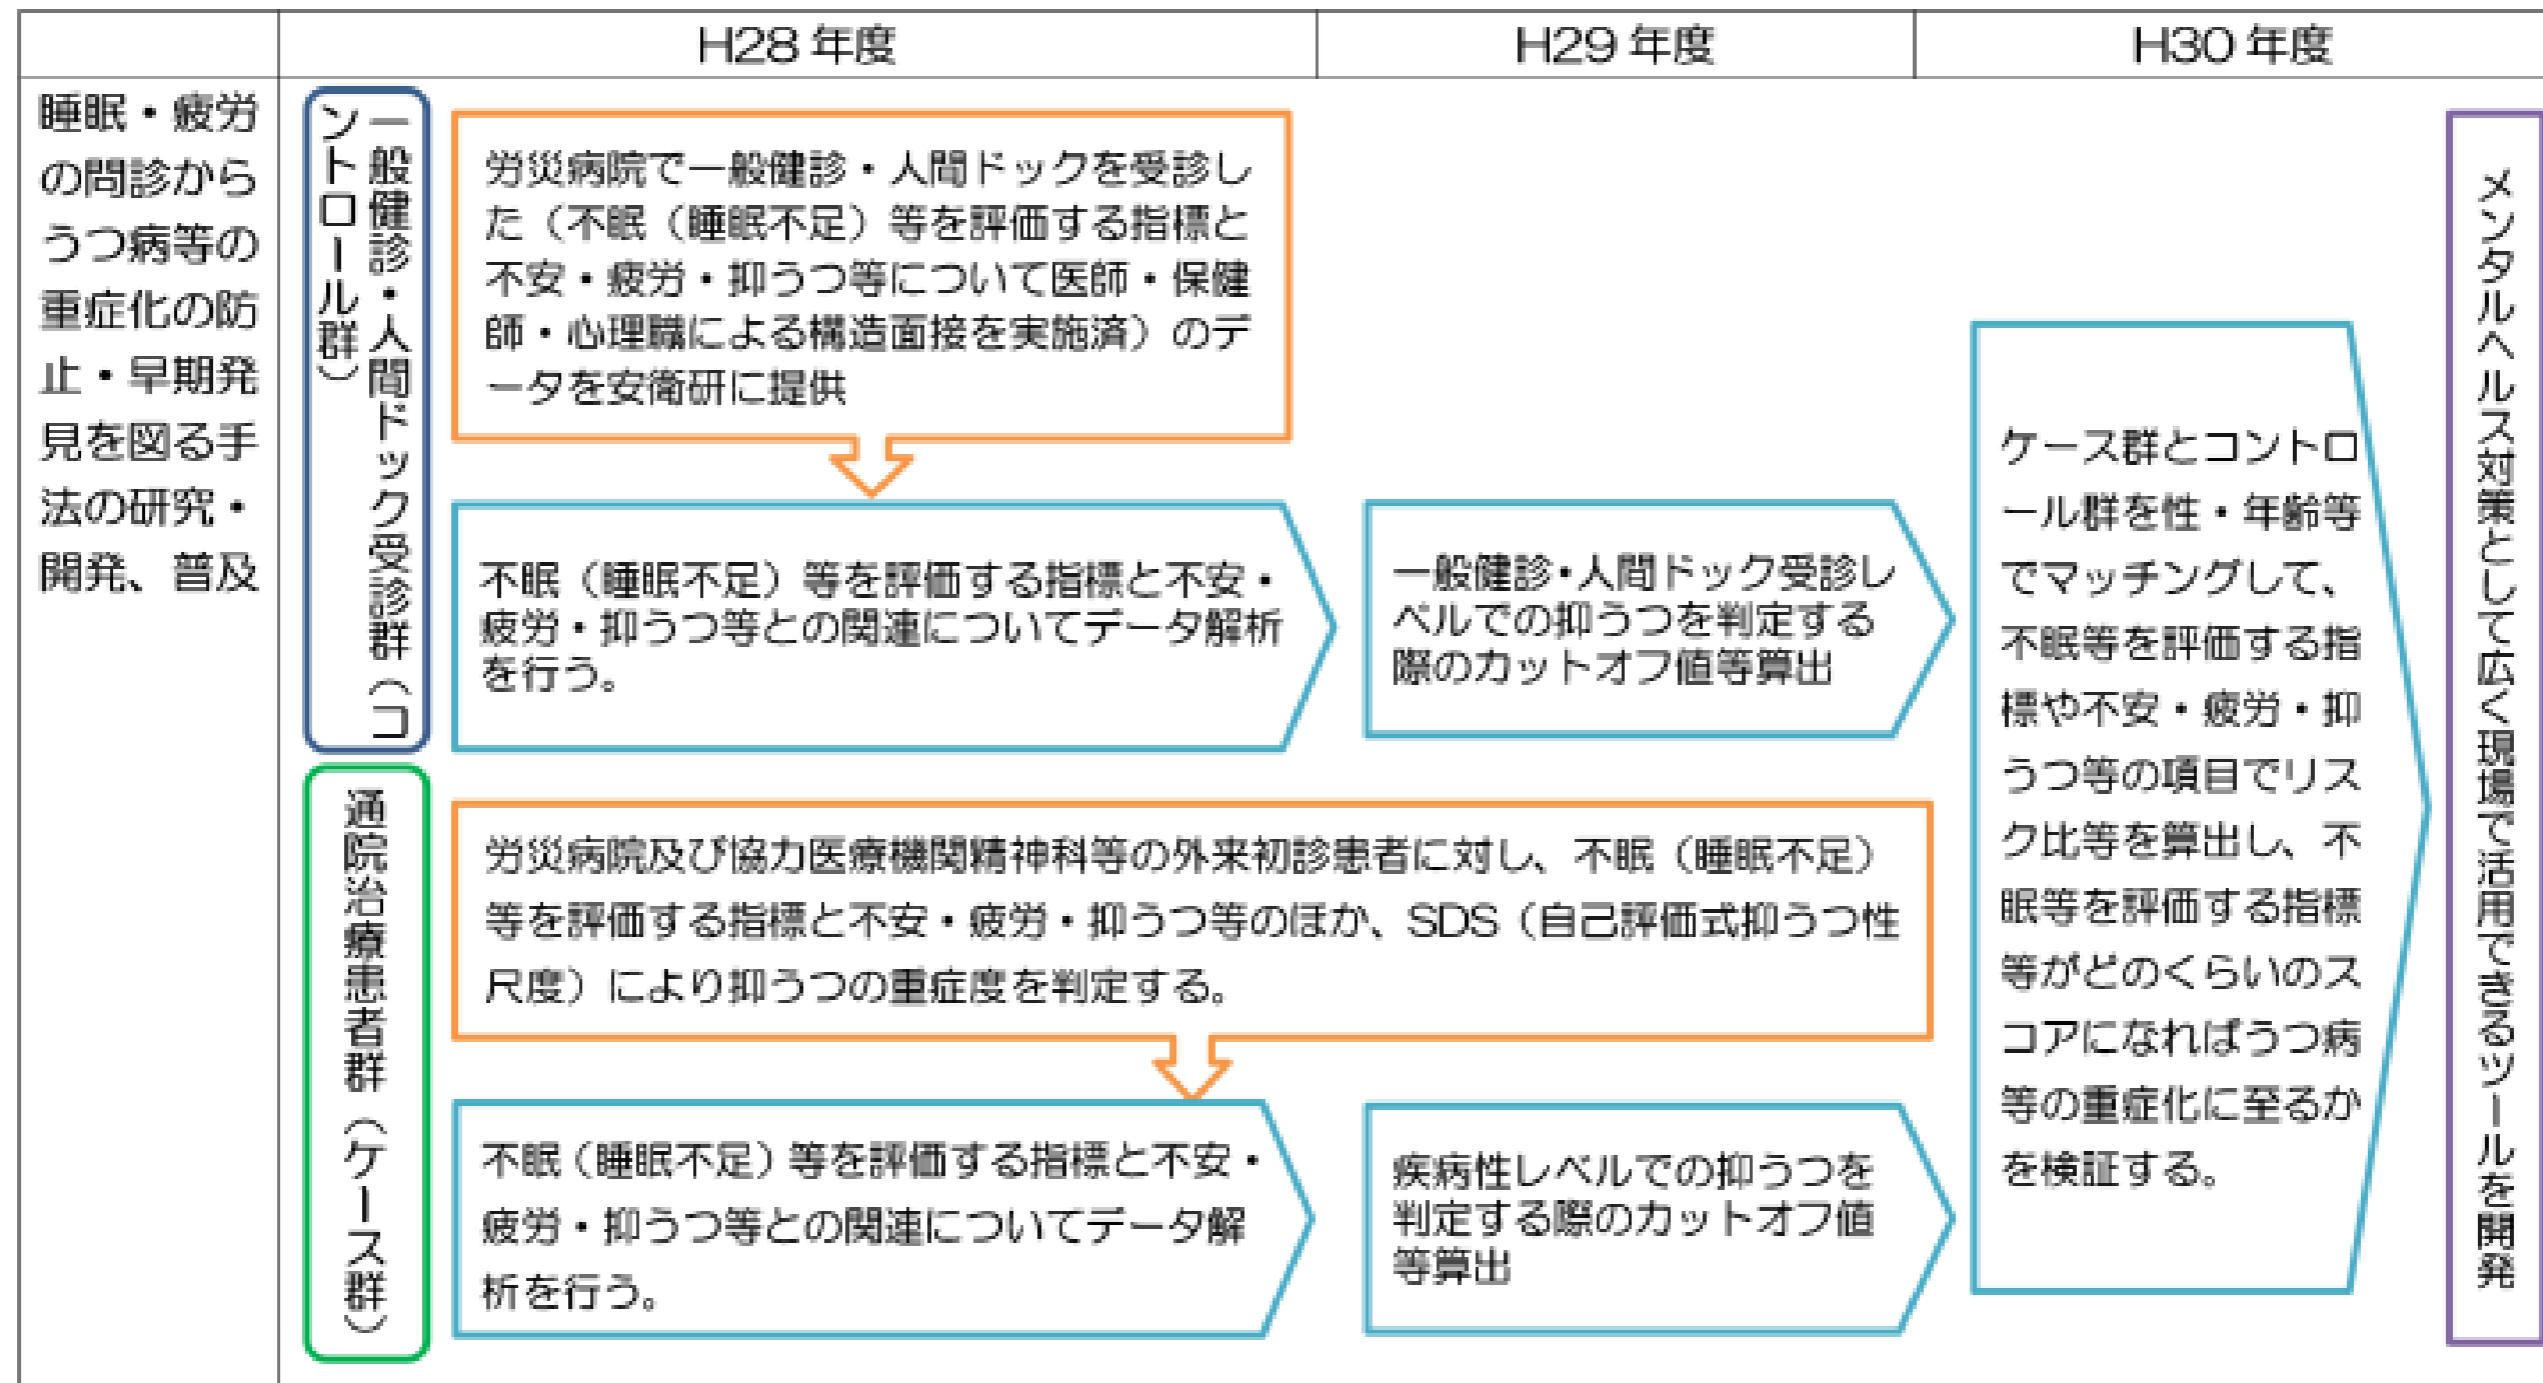 H28 年度
H29 年度
H30 年度
睡眠・疲労
の問診から
うつ病等の
重症化の防
止・早期発
見を図る手
法の研究・
開発、普及
一般健診・人間ドック受診群（コ
ントロール群）
労災病院で一般健診・人間ドックを受診し
た（不眠（睡眠不足）等を評価する指標と
不安・疲労・抑うつ等について医師・保健
師・心理職による構造面接を実施済）のデ
ータを安衛研に提供
不眠（睡眠不足）等を評価する指標と不安・
疲労・抑うつ等との関連についてデータ解析
を行う。
一般健診・人間ドック受診レ
ベルでの抑うつを判定する
際のカットオフ値等算出
通院治療患者群（ケース群）
労災病院及び協力医療機関精神科等の外来初診患者に対し、不眠（睡眠不足）
等を評価する指標と不安・疲労・抑うつ等のほか、SDS（自己評価式抑うつ性
尺度）により抑うつの重症度を判定する。
不眠（睡眠不足）等を評価する指標と不安・
疲労・抑うつ等との関連についてデータ解
析を行う。
疾病性レベルでの抑うつを
判定する際のカットオフ値
等算出
ケース群とコントロ
ール群を性・年齢等
でマッチングして、
不眠等を評価する指
標や不安・疲労・抑
うつ等の項目でリス
ク比等を算出し、不
眠等を評価する指標
等がどのくらいのス
コアになればうつ病
等の重症化に至るか
を検証する。
メンタルヘルス対策として広く現場で活用できるツールを開発